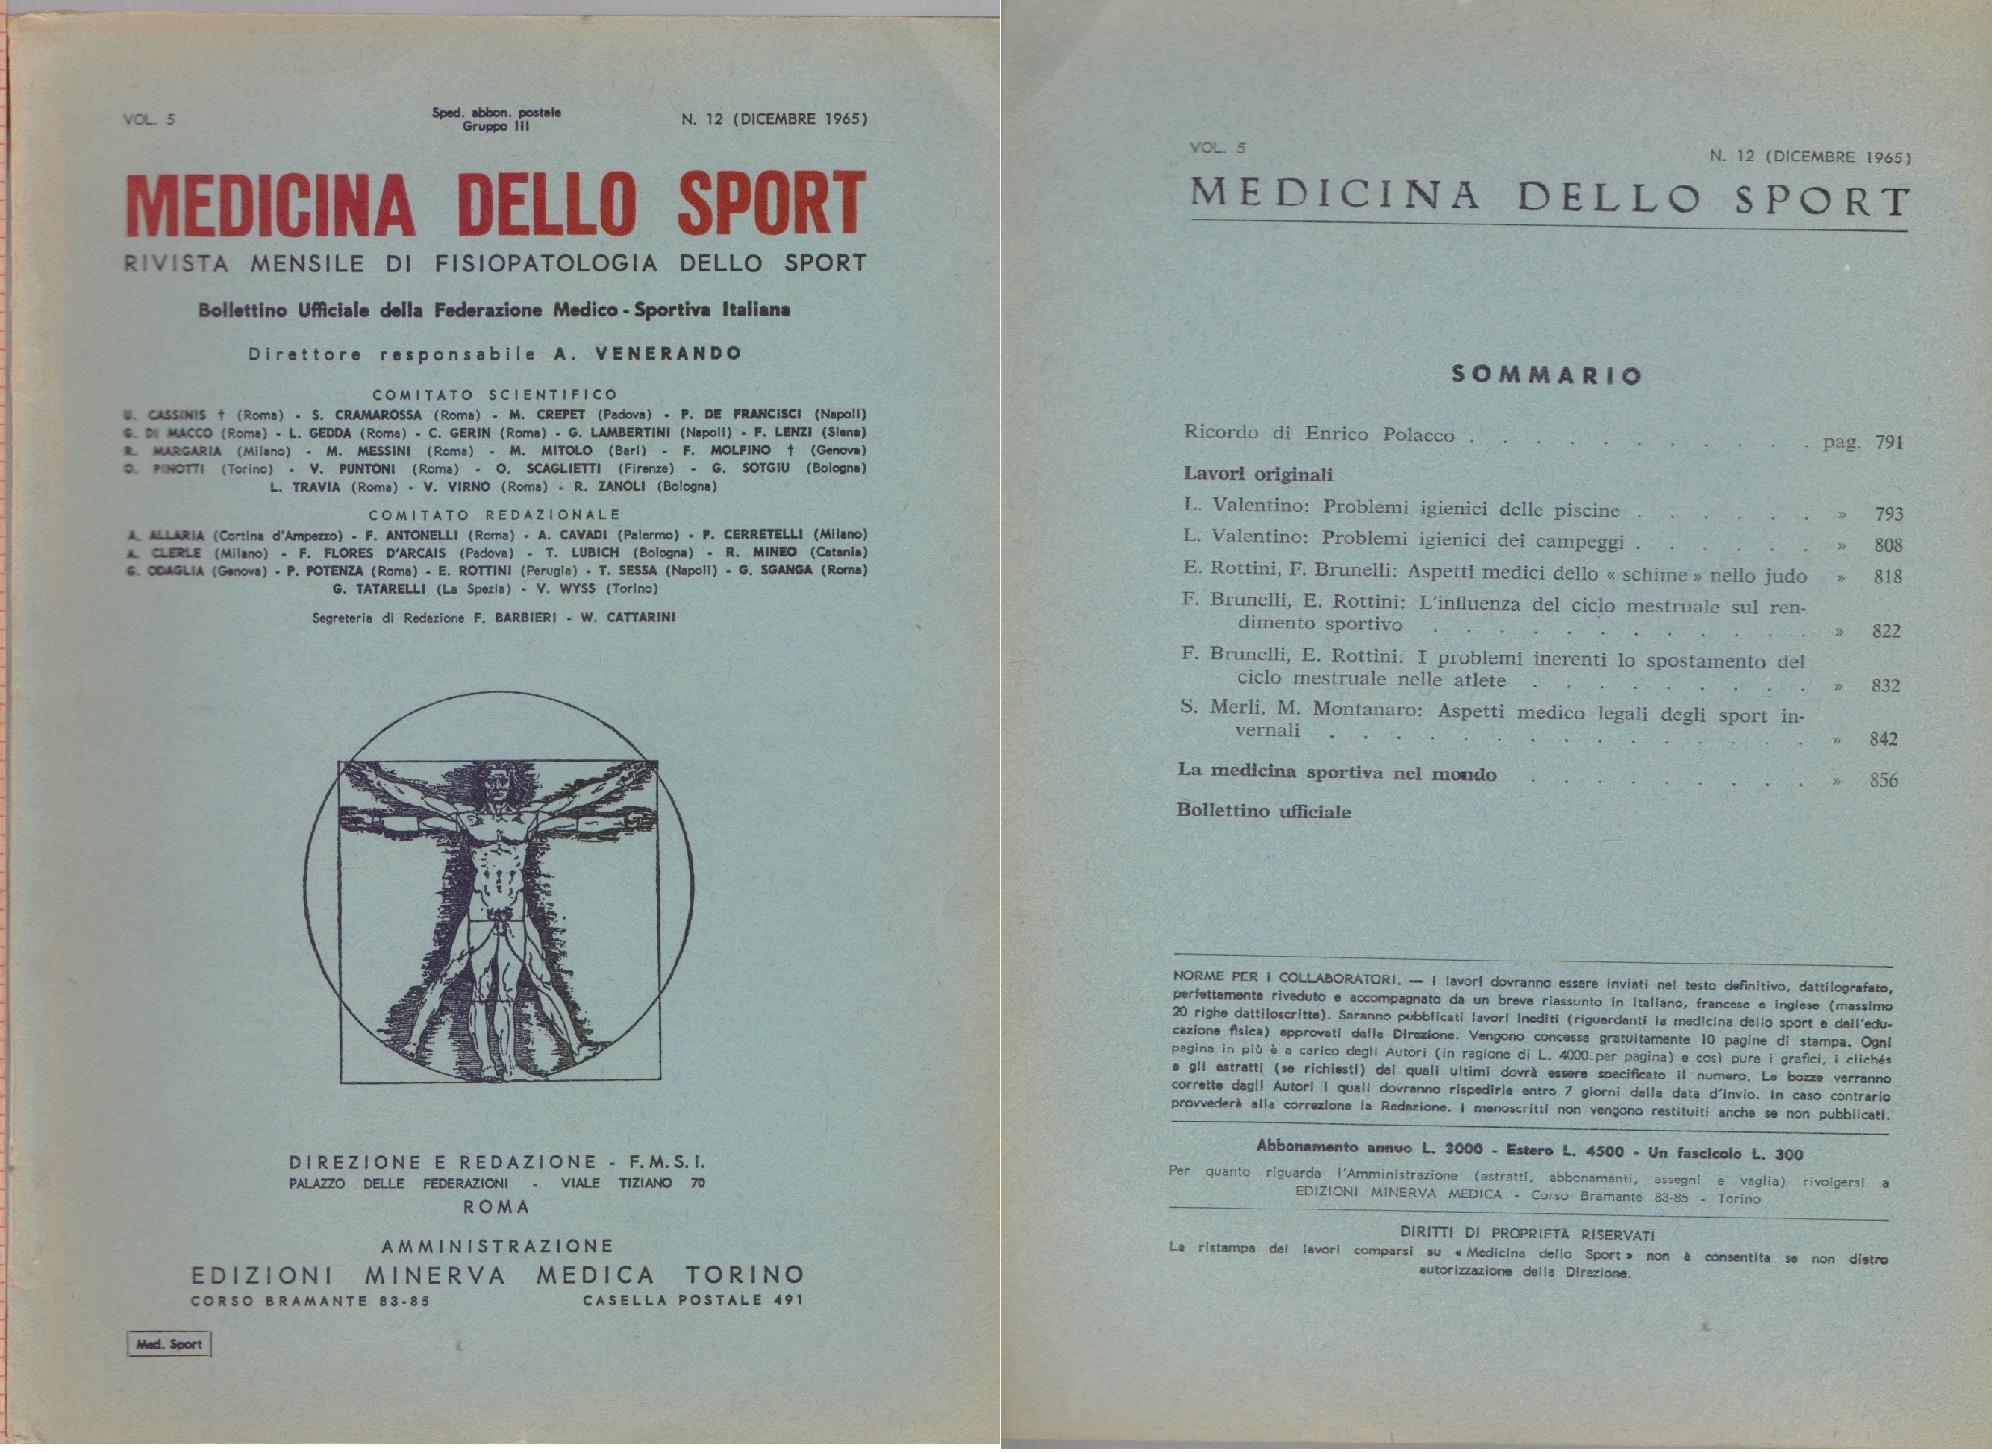 VOL. 5
Sped. abbon. postale
Gruppo III
N. 12 (DICEMBRE 1965)
MEDICINA DELLO SPORT
RIVISTA MENSILE DI FISIOPATOLOGIA DELLO SPORT
Bollettino Ufficiale della Federazione Medico - Sportiva Italiana
Direttore responsabile A. VENERANDO
COMITATO SCIENTIFICO
U. CASSINIS † (Roma) - S. CRAMAROSSA (Roma) - M. CREPET (Padova) - P. DE FRANCISCI (Napoli)
G. DI MACCO (Roma) - L. GEDDA (Roma) - C. GERIN (Roma) - G. LAMBERTINI (Napoli) - F. LENZI (Siena)
R. MARGARIA (Milano) - M. MESSINI (Roma) - M. MITOLO (Bari) - F. MOLFINO † (Genova)
O. PINOTTI (Torino) - V. PUNTONI (Roma) - O. SCAGLIETTI (Firenze) - G. SOTGIU (Bologna)
L. TRAVIA (Roma) - V. VIRNO (Roma) - R. ZANOLI (Bologna)
COMITATO REDAZIONALE
A. ALLARIA (Cortina d'Ampezzo) - F. ANTONELLI (Roma) - A. CAVADI (Palermo) - P. CERRETELLI (Milano)
A. CLERLE (Milano) - F. FLORES D'ARCAIS (Padova) - T. LUBICH (Bologna) - R. MINEO (Catania)
G. ODAGLIA (Genova) - P. POTENZA (Roma) - E. ROTTINI (Perugia) - T. SESSA (Napoli) - G. SGANGA (Roma)
G. TATARELLI (La Spezia) - V. WYSS (Torino)
Segreteria di Redazione F. BARBIERI - W. CATTARINI
DIREZIONE E REDAZIONE - F.M.S.I.
PALAZZO DELLE FEDERAZIONI - VIALE TIZIANO 70
ROMA
AMMINISTRAZIONE
EDIZIONI MINERVA MEDICA TORINO
CORSO BRAMANTE 83-85 CASELLA POSTALE 491
Med. Sport
VOL. 5
N. 12 (DICEMBRE 1965)
MEDICINA DELLO SPORT
SOMMARIO
Ricordo di Enrico Polacco . . . . . . . . . . . pag. 791
Lavori originali
L. Valentino: Problemi igienici delle piscine . . . . . . » 793
L. Valentino: Problemi igienici dei campeggi . . . . . . » 808
E. Rottini, F. Brunelli: Aspetti medici dello « schime » nello judo » 818
F. Brunelli, E. Rottini: L'influenza del ciclo mestruale sul ren-
dimento sportivo . . . . . . . . . . . . » 822
F. Brunelli, E. Rottini: I problemi inerenti lo spostamento del
ciclo mestruale nelle atlete . . . . . . . . . » 832
S. Merli, M. Montanaro: Aspetti medico legali degli sport in-
vernali . . . . . . . . . . . . . . . » 842
La medicina sportiva nel mondo . . . . . . . . » 856
Bollettino ufficiale
NORME PER I COLLABORATORI. — I lavori dovranno essere inviati nel testo definitivo, dattilografato,
perfettamente riveduto e accompagnato da un breve riassunto in italiano, francese e inglese (massimo
20 righe dattiloscritte). Saranno pubblicati lavori inediti (riguardanti la medicina dello sport e dell'edu-
cazione fisica) approvati dalla Direzione. Vengono concesse gratuitamente 10 pagine di stampa. Ogni
pagina in più è a carico degli Autori (in ragione di L. 4000 per pagina) e così pure i grafici, i clichés
e gli estratti (se richiesti) dei quali ultimi dovrà essere specificato il numero. Le bozze verranno
corrette dagli Autori i quali dovranno rispedirle entro 7 giorni dalla data d'invio. In caso contrario
provvederà alla correzione la Redazione. I manoscritti non vengono restituiti anche se non pubblicati.
Abbonamento annuo L. 3000 - Estero L. 4500 - Un fascicolo L. 300
Per quanto riguarda l'Amministrazione (estratti, abbonamenti, assegni e vaglia) rivolgersi a
EDIZIONI MINERVA MEDICA - Corso Bramante 83-85 - Torino
DIRITTI DI PROPRIETÀ RISERVATI
La ristampa dei lavori comparsi su « Medicina dello Sport » non è consentita se non dietro
autorizzazione della Direzione.